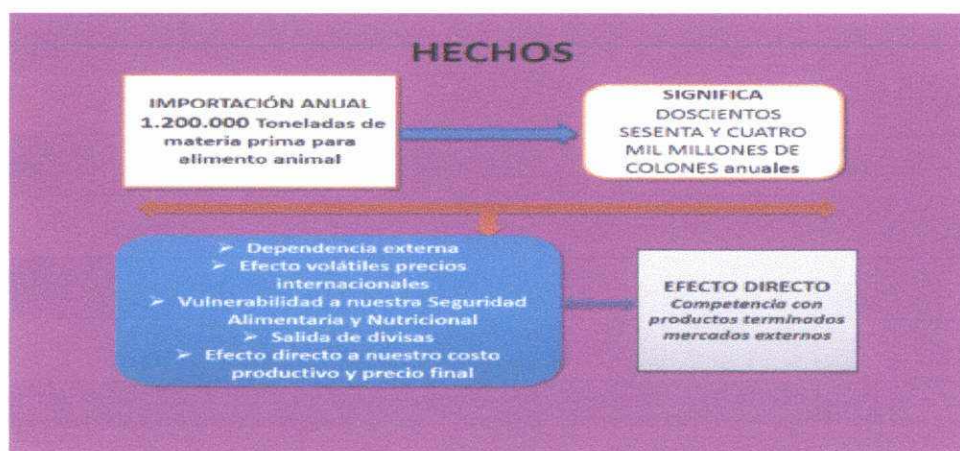 HECHOS
IMPORTACIÓN ANUAL
1.200.000 Toneladas de
materia prima para
alimento animal
SIGNIFICA
DOSCIENTOS
SESENTA Y CUATRO
MIL MILLONES DE
COLONES anuales
➤ Dependencia externa
➤ Efecto volátiles precios
internacionales
➤ Vulnerabilidad a nuestra Seguridad
Alimentaria y Nutricional
➤ Salida de divisas
➤ Efecto directo a nuestro costo
productivo y precio final
EFECTO DIRECTO
Competencia con
productos terminados
mercados externos